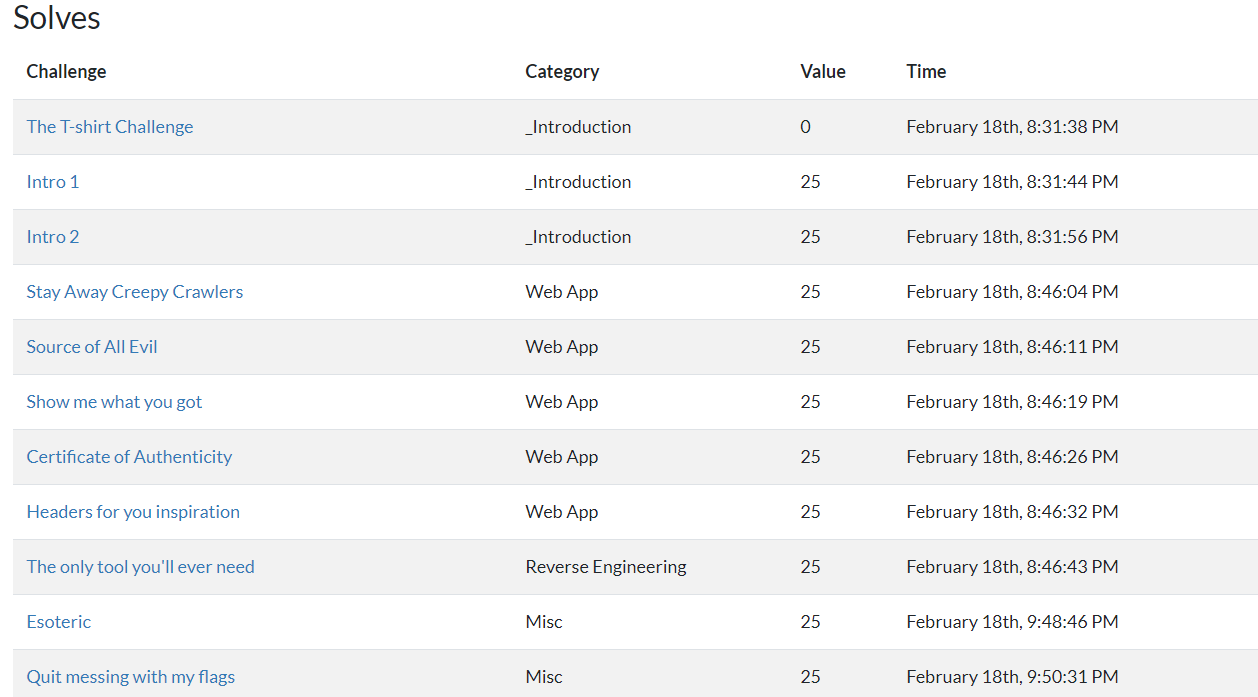 Solves
Challenge Category Value Time
The T-shirt Challenge _Introduction 0 February 18th, 8:31:38 PM
Intro 1 _Introduction 25 February 18th, 8:31:44 PM
Intro 2 _Introduction 25 February 18th, 8:31:56 PM
Stay Away Creepy Crawlers Web App 25 February 18th, 8:46:04 PM
Source of All Evil Web App 25 February 18th, 8:46:11 PM
Show me what you got Web App 25 February 18th, 8:46:19 PM
Certificate of Authenticity Web App 25 February 18th, 8:46:26 PM
Headers for you inspiration Web App 25 February 18th, 8:46:32 PM
The only tool you'll ever need Reverse Engineering 25 February 18th, 8:46:43 PM
Esoteric Misc 25 February 18th, 9:48:46 PM
Quit messing with my flags Misc 25 February 18th, 9:50:31 PM